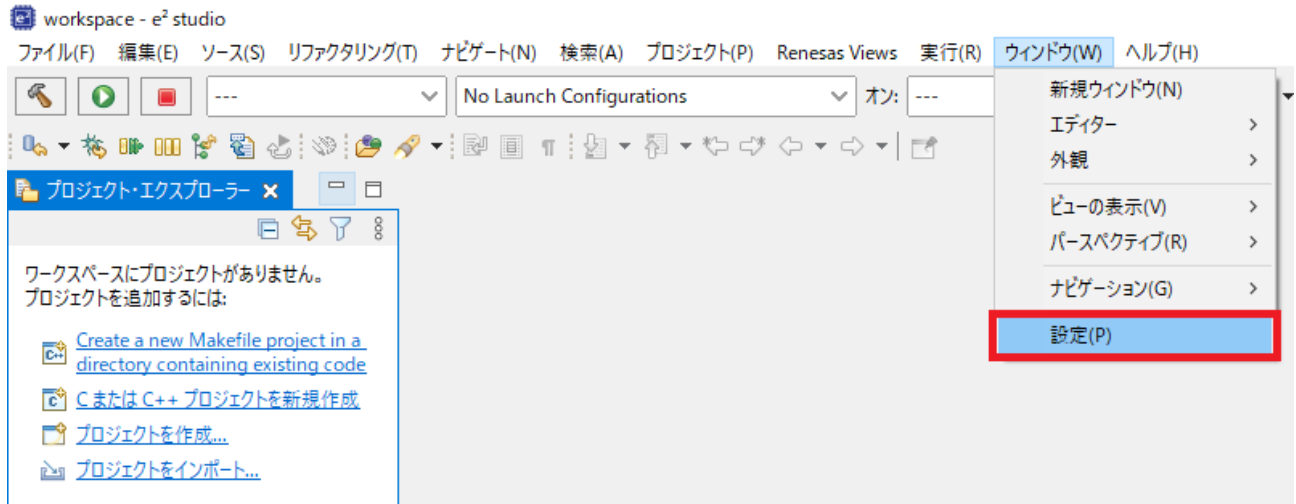 workspace - e² studio
ファイル(F) 編集(E) ソース(S) リファクタリング(T) ナビゲート(N) 検索(A) プロジェクト(P) Renesas Views 実行(R) ウィンドウ(W) ヘルプ(H)
--- No Launch Configurations オン: ---
新規ウィンドウ(N)
エディター
外観
ビューの表示(V)
パースペクティブ(R)
ナビゲーション(G)
設定(P)
プロジェクト・エクスプローラー
ワークスペースにプロジェクトがありません。
プロジェクトを追加するには:
Create a new Makefile project in a
directory containing existing code
C または C++ プロジェクトを新規作成
プロジェクトを作成...
プロジェクトをインポート...